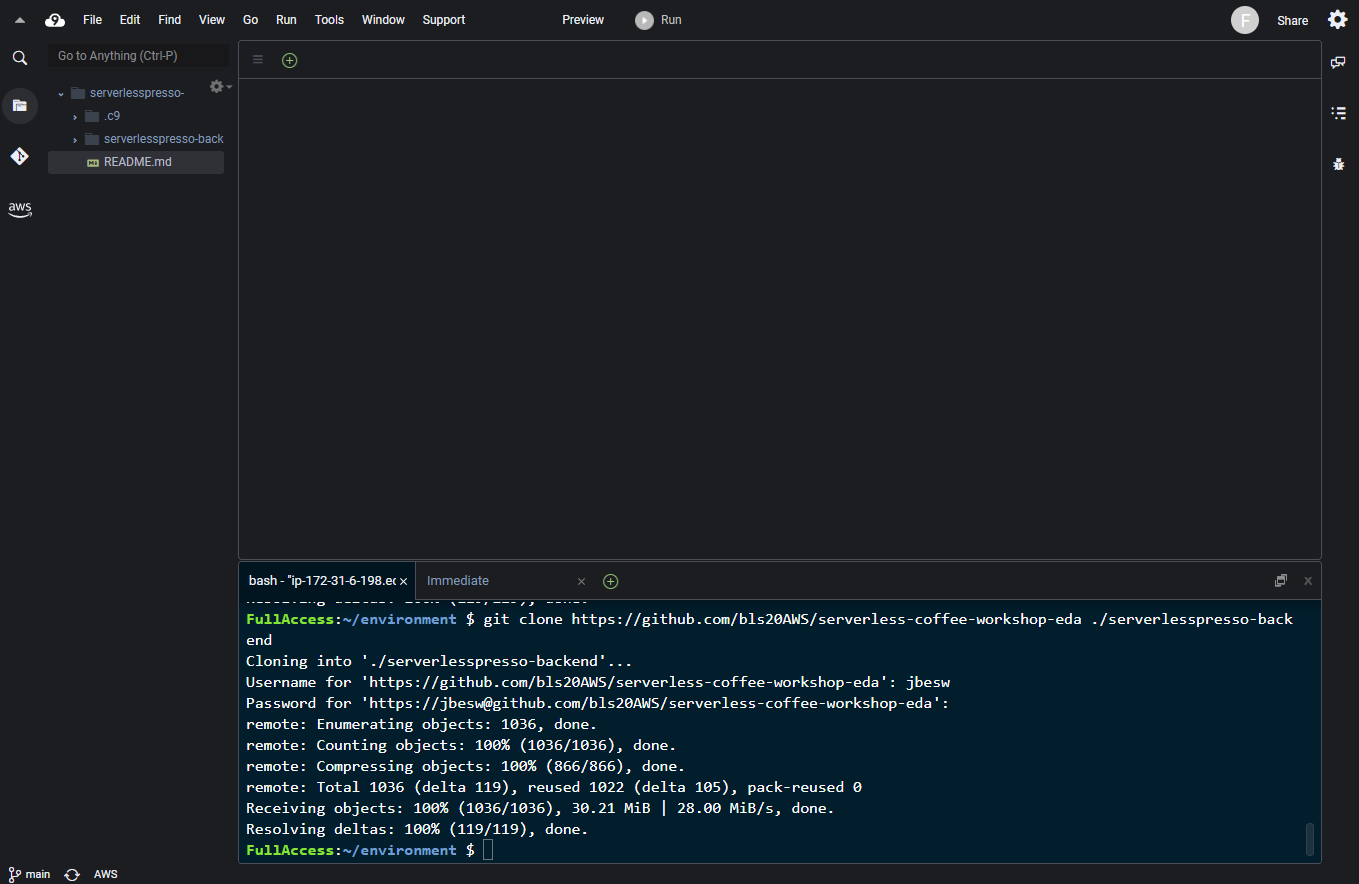 File Edit Find View Go Run Tools Window Support Preview Run F Share
Go to Anything (Ctrl-P)
serverlesspresso-
.c9
serverlesspresso-back
README.md
aws
bash - "ip-172-31-6-198.ec Immediate
FullAccess:~/environment $ git clone https://github.com/bls20AWS/serverless-coffee-workshop-eda ./serverlesspresso-back
end
Cloning into './serverlesspresso-backend'...
Username for 'https://github.com/bls20AWS/serverless-coffee-workshop-eda': jbesw
Password for 'https://jbesw@github.com/bls20AWS/serverless-coffee-workshop-eda':
remote: Enumerating objects: 1036, done.
remote: Counting objects: 100% (1036/1036), done.
remote: Compressing objects: 100% (866/866), done.
remote: Total 1036 (delta 119), reused 1022 (delta 105), pack-reused 0
Receiving objects: 100% (1036/1036), 30.21 MiB | 28.00 MiB/s, done.
Resolving deltas: 100% (119/119), done.
FullAccess:~/environment $
main AWS